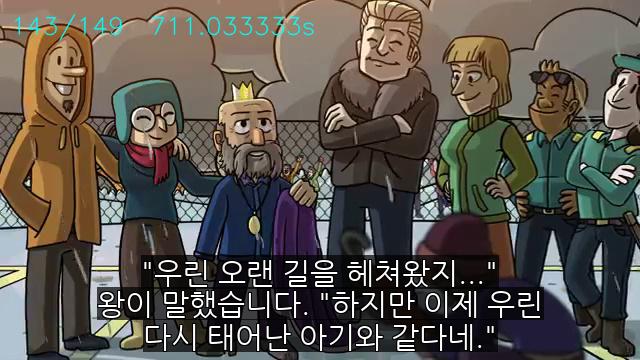 143/149 711.033333s
"우린 오랜 길을 헤쳐왔지..."
왕이 말했습니다. "하지만 이제 우린
다시 태어난 아기와 같다네."